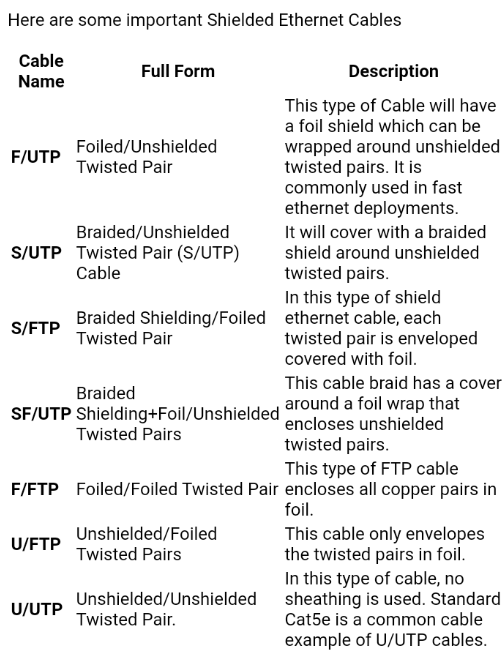 Here are some important Shielded Ethernet Cables
Cable Name Full Form Description
F/UTP Foiled/Unshielded Twisted Pair This type of Cable will have a foil shield which can be wrapped around unshielded twisted pairs. It is commonly used in fast ethernet deployments.
S/UTP Braided/Unshielded Twisted Pair (S/UTP) Cable It will cover with a braided shield around unshielded twisted pairs.
S/FTP Braided Shielding/Foiled Twisted Pair In this type of shield ethernet cable, each twisted pair is enveloped covered with foil.
SF/UTP Braided Shielding+Foil/Unshielded Twisted Pairs This cable braid has a cover around a foil wrap that encloses unshielded twisted pairs.
F/FTP Foiled/Foiled Twisted Pair This type of FTP cable encloses all copper pairs in foil.
U/FTP Unshielded/Foiled Twisted Pairs This cable only envelopes the twisted pairs in foil.
U/UTP Unshielded/Unshielded Twisted Pair. In this type of cable, no sheathing is used. Standard Cat5e is a common cable example of U/UTP cables.